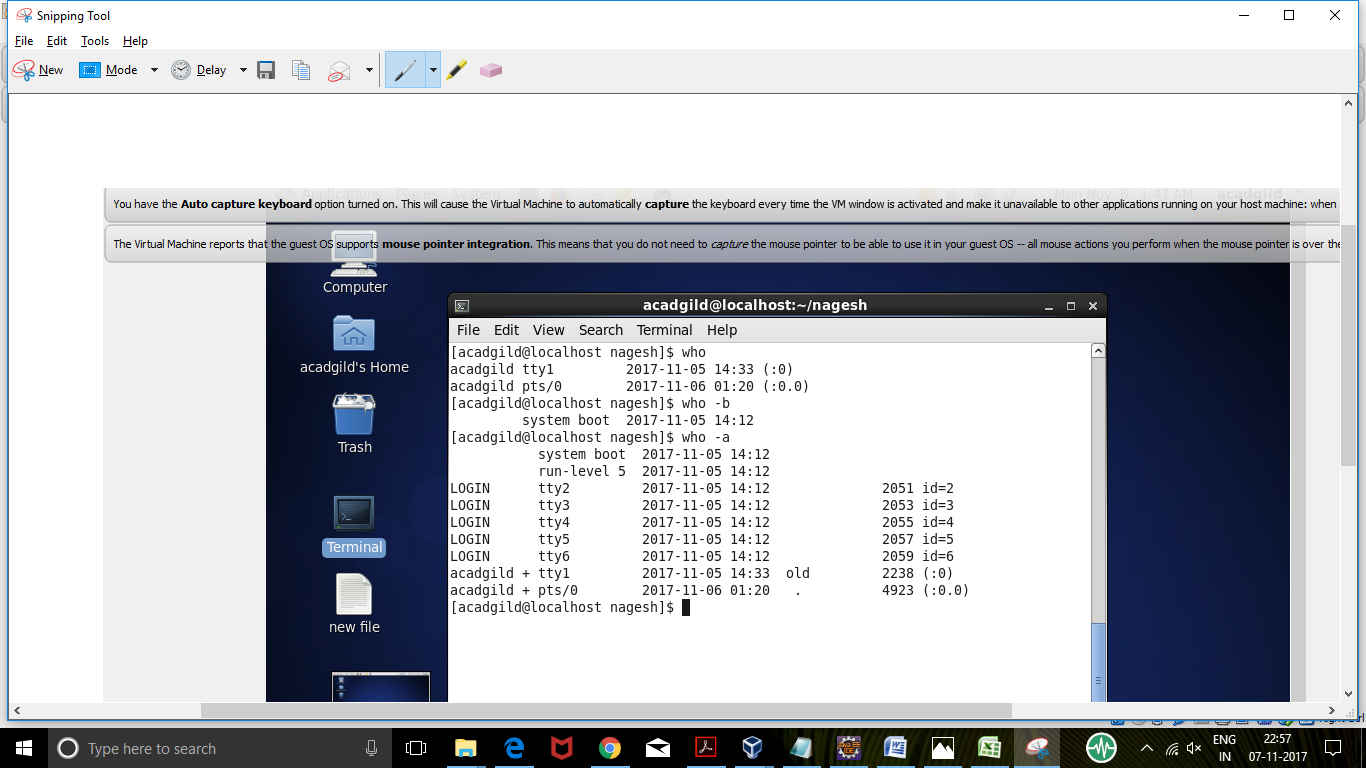 Snipping Tool
File Edit Tools Help
New Mode Delay
Applications Places System Mon Nov 6, 1:47 AM acadgild
You have the Auto capture keyboard option turned on. This will cause the Virtual Machine to automatically capture the keyboard every time the VM window is activated and make it unavailable to other applications running on your host machine: when
The Virtual Machine reports that the guest OS supports mouse pointer integration. This means that you do not need to capture the mouse pointer to be able to use it in your guest OS -- all mouse actions you perform when the mouse pointer is over the
Computer
acadgild's Home
Trash
Terminal
new file
acadgild@localhost:~/nagesh
File Edit View Search Terminal Help
[acadgild@localhost nagesh]$ who
acadgild tty1         2017-11-05 14:33 (:0)
acadgild pts/0        2017-11-06 01:20 (:0.0)
[acadgild@localhost nagesh]$ who -b
         system boot  2017-11-05 14:12
[acadgild@localhost nagesh]$ who -a
           system boot  2017-11-05 14:12
           run-level 5  2017-11-05 14:12
LOGIN      tty2         2017-11-05 14:12              2051 id=2
LOGIN      tty3         2017-11-05 14:12              2053 id=3
LOGIN      tty4         2017-11-05 14:12              2055 id=4
LOGIN      tty5         2017-11-05 14:12              2057 id=5
LOGIN      tty6         2017-11-05 14:12              2059 id=6
acadgild + tty1         2017-11-05 14:33  old         2238 (:0)
acadgild + pts/0        2017-11-06 01:20   .          4923 (:0.0)
[acadgild@localhost nagesh]$
Type here to search
ENG
IN
22:57
07-11-2017